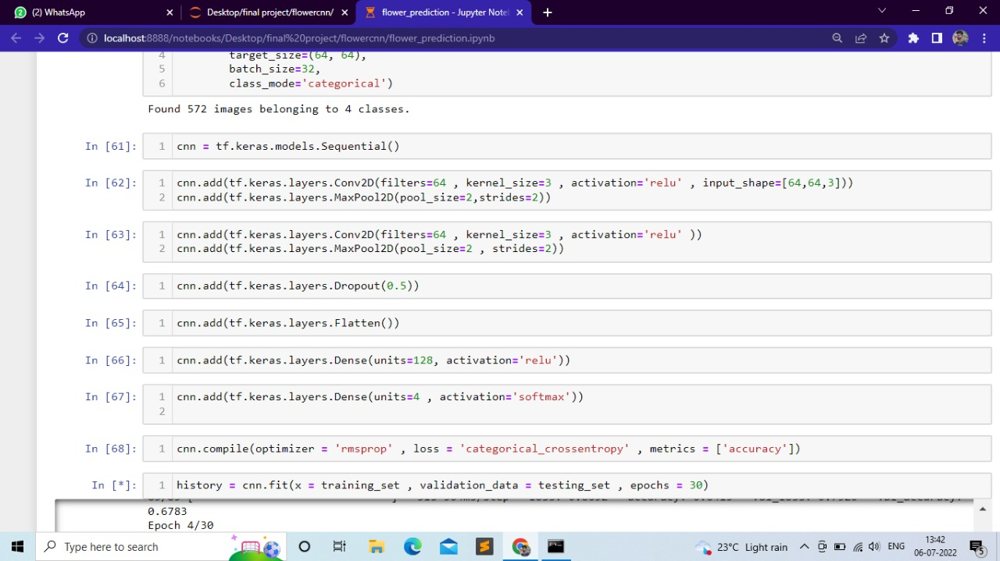 (2) WhatsApp
Desktop/final project/flowercnn/
flower_prediction - Jupyter Note
localhost:8888/notebooks/Desktop/final%20project/flowercnn/flower_prediction.ipynb
4 target_size=(64, 64),
5 batch_size=32,
6 class_mode='categorical')
Found 572 images belonging to 4 classes.
In [61]: 1 cnn = tf.keras.models.Sequential()
In [62]: 1 cnn.add(tf.keras.layers.Conv2D(filters=64 , kernel_size=3 , activation='relu' , input_shape=[64,64,3]))
2 cnn.add(tf.keras.layers.MaxPool2D(pool_size=2,strides=2))
In [63]: 1 cnn.add(tf.keras.layers.Conv2D(filters=64 , kernel_size=3 , activation='relu' ))
2 cnn.add(tf.keras.layers.MaxPool2D(pool_size=2 , strides=2))
In [64]: 1 cnn.add(tf.keras.layers.Dropout(0.5))
In [65]: 1 cnn.add(tf.keras.layers.Flatten())
In [66]: 1 cnn.add(tf.keras.layers.Dense(units=128, activation='relu'))
In [67]: 1 cnn.add(tf.keras.layers.Dense(units=4 , activation='softmax'))
2
In [68]: 1 cnn.compile(optimizer = 'rmsprop' , loss = 'categorical_crossentropy' , metrics = ['accuracy'])
In [*]: 1 history = cnn.fit(x = training_set , validation_data = testing_set , epochs = 30)
0.6783
Epoch 4/30
Type here to search
23°C Light rain
ENG
13:42
06-07-2022
5